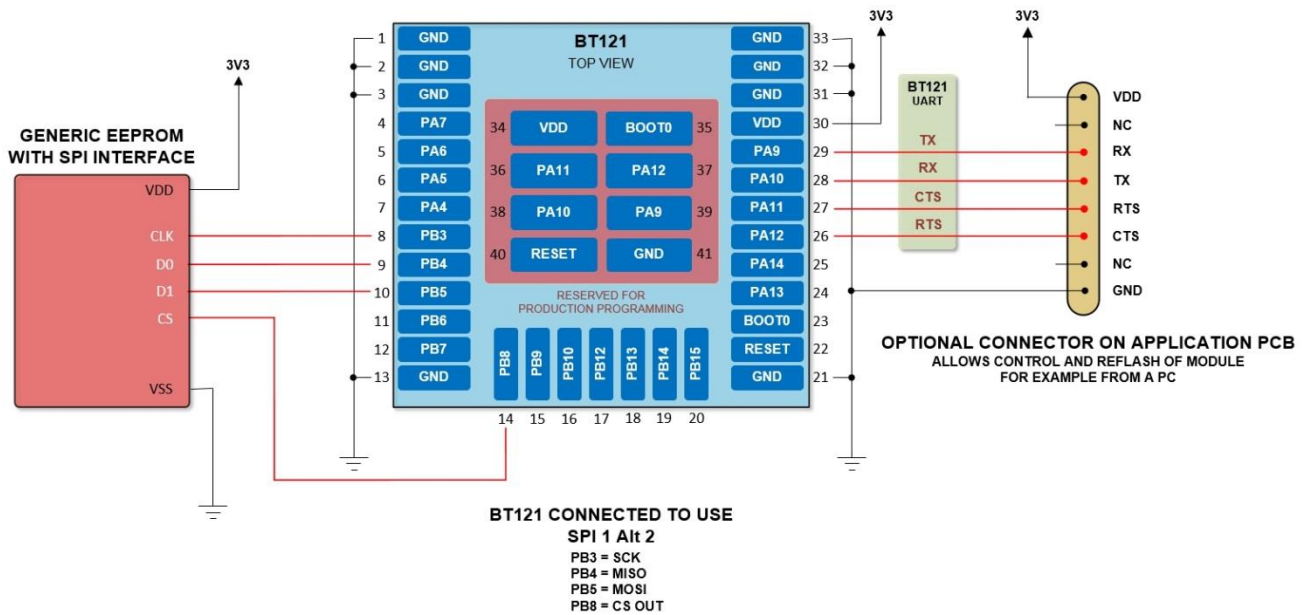 3V3
GENERIC EEPROM
WITH SPI INTERFACE
VDD
CLK
D0
D1
CS
VSS
BT121
TOP VIEW
1 GND
2 GND
3 GND
4 PA7
5 PA6
6 PA5
7 PA4
8 PB3
9 PB4
10 PB5
11 PB6
12 PB7
13 GND
34 VDD BOOT0 35
36 PA11 PA12 37
38 PA10 PA9 39
40 RESET GND 41
RESERVED FOR
PRODUCTION PROGRAMMING
PB8 PB9 PB10 PB12 PB13 PB14 PB15
14 15 16 17 18 19 20
GND 33
GND 32
GND 31
VDD 30
PA9 29
PA10 28
PA11 27
PA12 26
PA14 25
PA13 24
BOOT0 23
RESET 22
GND 21
3V3
BT121
UART
TX
RX
CTS
RTS
3V3
VDD
NC
RX
TX
RTS
CTS
NC
GND
OPTIONAL CONNECTOR ON APPLICATION PCB
ALLOWS CONTROL AND REFLASH OF MODULE
FOR EXAMPLE FROM A PC
BT121 CONNECTED TO USE
SPI 1 Alt 2
PB3 = SCK
PB4 = MISO
PB5 = MOSI
PB8 = CS OUT